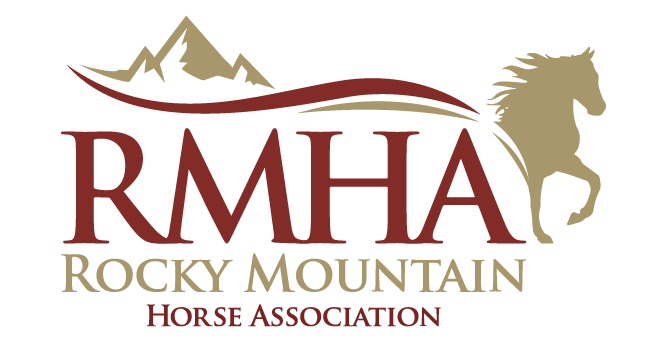 RMHA
ROCKY MOUNTAIN
HORSE ASSOCIATION